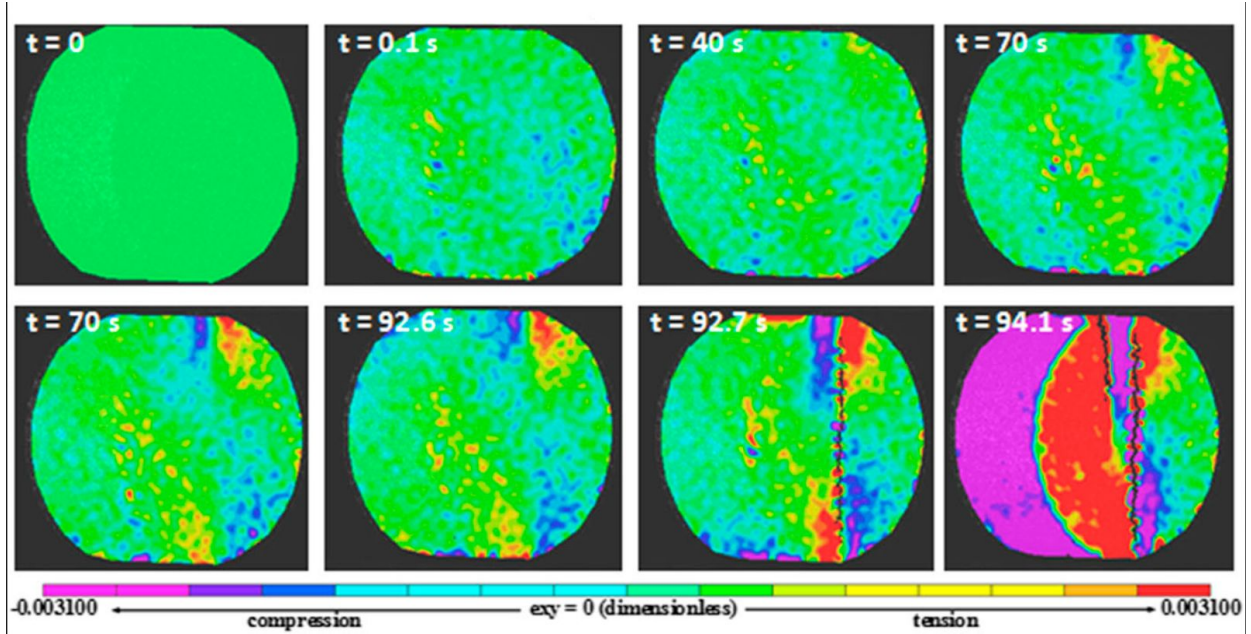 t = 0
t = 0.1 s
t = 40 s
t = 70 s
t = 70 s
t = 92.6 s
t = 92.7 s
t = 94.1 s
-0.003100 exy = 0 (dimensionless) 0.003100
compression tension